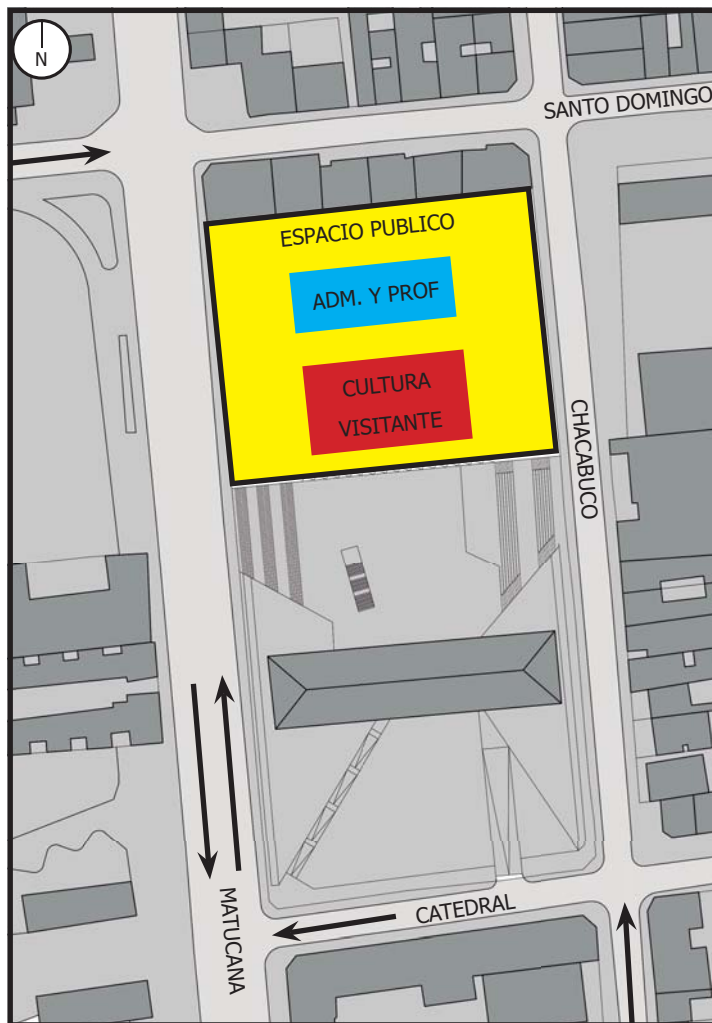 N
SANTO DOMINGO
ESPACIO PUBLICO
ADM. Y PROF
CULTURA
VISITANTE
CHACABUCO
MATUCANA
CATEDRAL